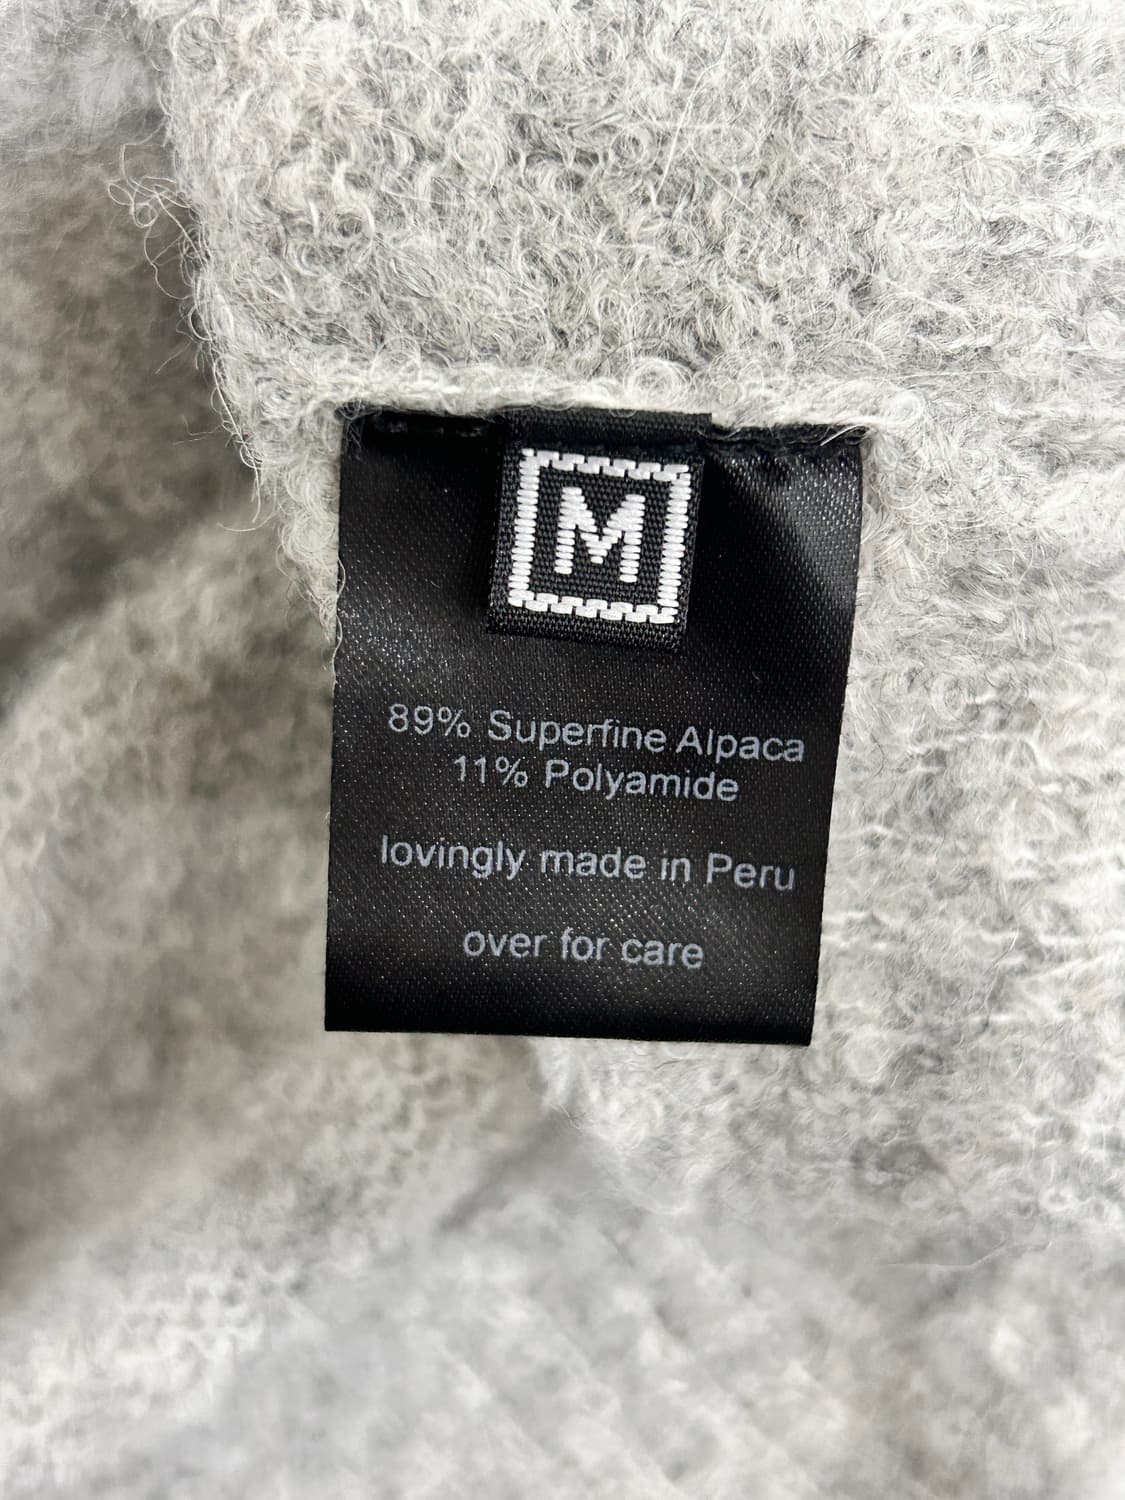 M
89% Superfine Alpaca
11% Polyamide
lovingly made in Peru
over for care